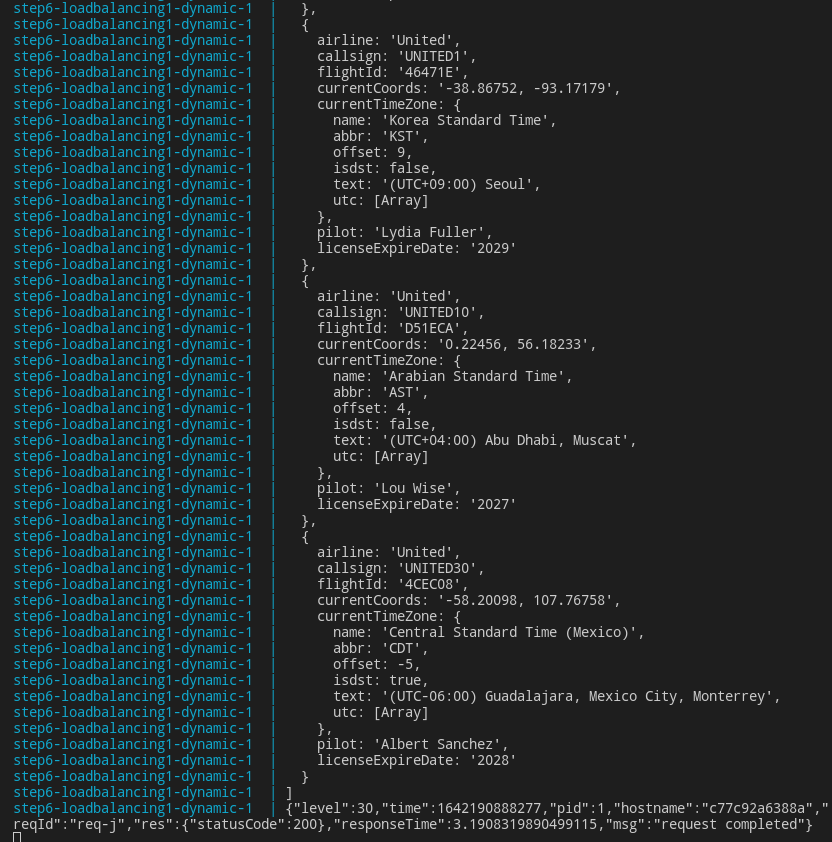 step6-loadbalancing1-dynamic-1  |   },
step6-loadbalancing1-dynamic-1  |   {
step6-loadbalancing1-dynamic-1  |     airline: 'United',
step6-loadbalancing1-dynamic-1  |     callsign: 'UNITED1',
step6-loadbalancing1-dynamic-1  |     flightId: '46471E',
step6-loadbalancing1-dynamic-1  |     currentCoords: '-38.86752, -93.17179',
step6-loadbalancing1-dynamic-1  |     currentTimeZone: {
step6-loadbalancing1-dynamic-1  |       name: 'Korea Standard Time',
step6-loadbalancing1-dynamic-1  |       abbr: 'KST',
step6-loadbalancing1-dynamic-1  |       offset: 9,
step6-loadbalancing1-dynamic-1  |       isdst: false,
step6-loadbalancing1-dynamic-1  |       text: '(UTC+09:00) Seoul',
step6-loadbalancing1-dynamic-1  |       utc: [Array]
step6-loadbalancing1-dynamic-1  |     },
step6-loadbalancing1-dynamic-1  |     pilot: 'Lydia Fuller',
step6-loadbalancing1-dynamic-1  |     licenseExpireDate: '2029'
step6-loadbalancing1-dynamic-1  |   },
step6-loadbalancing1-dynamic-1  |   {
step6-loadbalancing1-dynamic-1  |     airline: 'United',
step6-loadbalancing1-dynamic-1  |     callsign: 'UNITED10',
step6-loadbalancing1-dynamic-1  |     flightId: 'D51ECA',
step6-loadbalancing1-dynamic-1  |     currentCoords: '0.22456, 56.18233',
step6-loadbalancing1-dynamic-1  |     currentTimeZone: {
step6-loadbalancing1-dynamic-1  |       name: 'Arabian Standard Time',
step6-loadbalancing1-dynamic-1  |       abbr: 'AST',
step6-loadbalancing1-dynamic-1  |       offset: 4,
step6-loadbalancing1-dynamic-1  |       isdst: false,
step6-loadbalancing1-dynamic-1  |       text: '(UTC+04:00) Abu Dhabi, Muscat',
step6-loadbalancing1-dynamic-1  |       utc: [Array]
step6-loadbalancing1-dynamic-1  |     },
step6-loadbalancing1-dynamic-1  |     pilot: 'Lou Wise',
step6-loadbalancing1-dynamic-1  |     licenseExpireDate: '2027'
step6-loadbalancing1-dynamic-1  |   },
step6-loadbalancing1-dynamic-1  |   {
step6-loadbalancing1-dynamic-1  |     airline: 'United',
step6-loadbalancing1-dynamic-1  |     callsign: 'UNITED30',
step6-loadbalancing1-dynamic-1  |     flightId: '4CEC08',
step6-loadbalancing1-dynamic-1  |     currentCoords: '-58.20098, 107.76758',
step6-loadbalancing1-dynamic-1  |     currentTimeZone: {
step6-loadbalancing1-dynamic-1  |       name: 'Central Standard Time (Mexico)',
step6-loadbalancing1-dynamic-1  |       abbr: 'CDT',
step6-loadbalancing1-dynamic-1  |       offset: -5,
step6-loadbalancing1-dynamic-1  |       isdst: true,
step6-loadbalancing1-dynamic-1  |       text: '(UTC-06:00) Guadalajara, Mexico City, Monterrey',
step6-loadbalancing1-dynamic-1  |       utc: [Array]
step6-loadbalancing1-dynamic-1  |     },
step6-loadbalancing1-dynamic-1  |     pilot: 'Albert Sanchez',
step6-loadbalancing1-dynamic-1  |     licenseExpireDate: '2028'
step6-loadbalancing1-dynamic-1  |   }
step6-loadbalancing1-dynamic-1  | ]
step6-loadbalancing1-dynamic-1  | {"level":30,"time":1642190888277,"pid":1,"hostname":"c77c92a6388a","
reqId":"req-j","res":{"statusCode":200},"responseTime":3.1908319890499115,"msg":"request completed"}